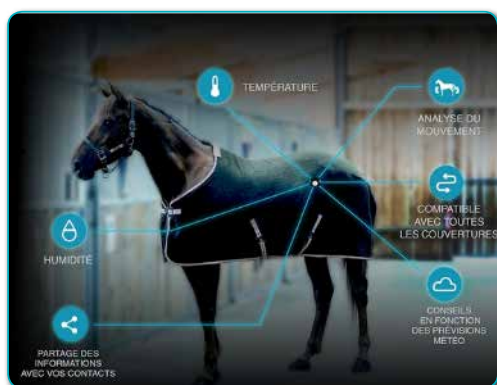 TEMPÉRATURE
ANALYSE DU
MOUVEMENT
COMPATIBLE
AVEC TOUTES
LES COUVERTURES
HUMIDITÉ
CONSEILS
EN FONCTION
DES PRÉVISIONS
MÉTÉO
PARTAGE DES
INFORMATIONS
AVEC VOS CONTACTS